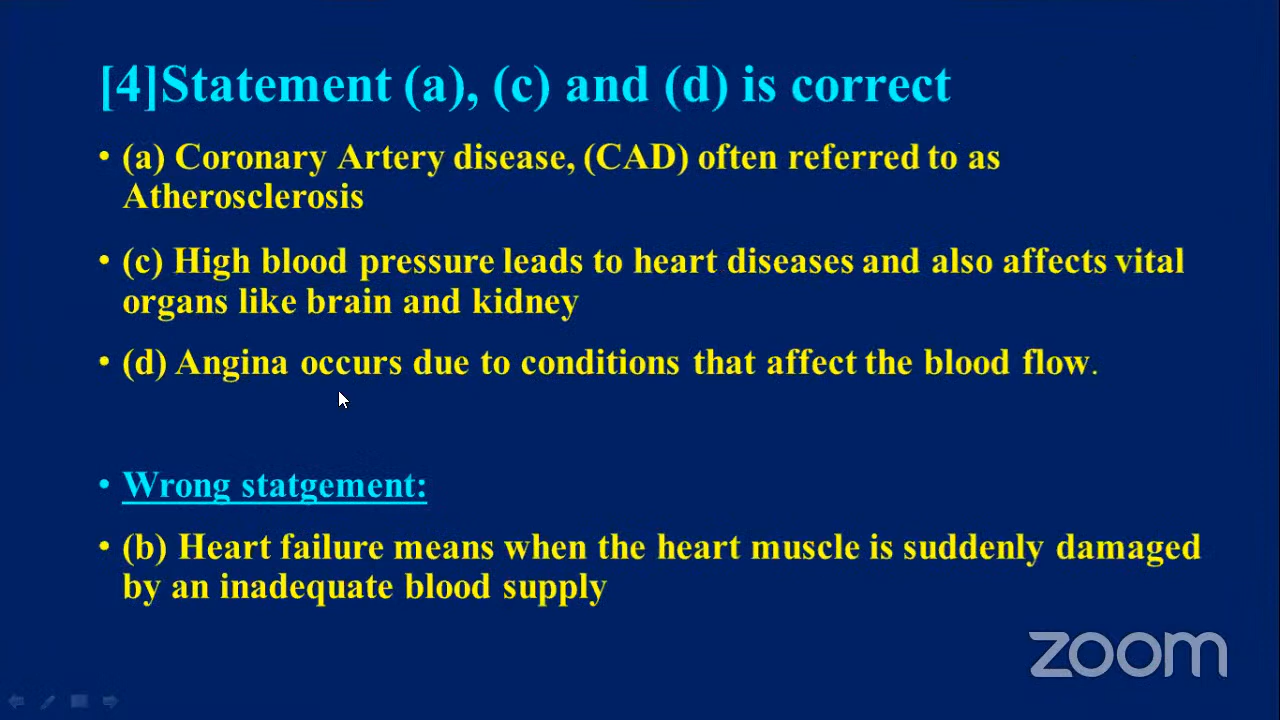 [4]Statement (a), (c) and (d) is correct
• (a) Coronary Artery disease, (CAD) often referred to as
Atherosclerosis
• (c) High blood pressure leads to heart diseases and also affects vital
organs like brain and kidney
• (d) Angina occurs due to conditions that affect the blood flow.
• Wrong statgement:
• (b) Heart failure means when the heart muscle is suddenly damaged
by an inadequate blood supply
zoom